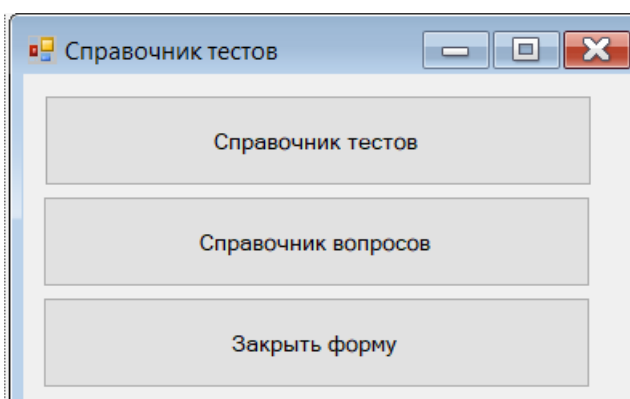 Справочник тестов
Справочник тестов
Справочник вопросов
Закрыть форму